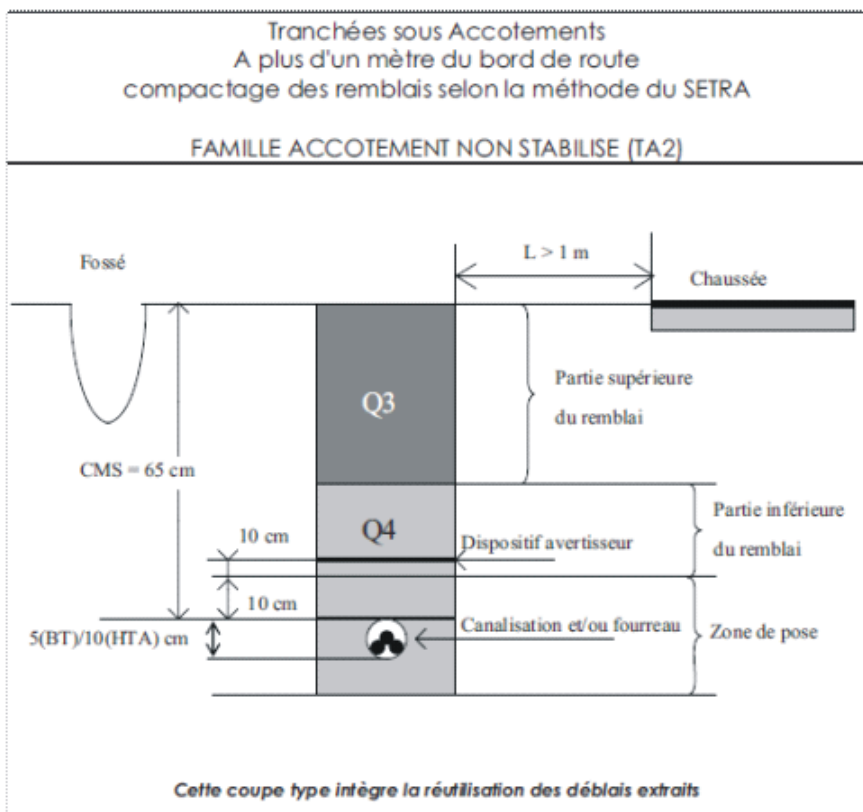 Tranchées sous Accotements
A plus d'un mètre du bord de route
compactage des remblais selon la méthode du SETRA
FAMILLE ACCOTEMENT NON STABILISE (TA2)
L > 1 m
Fossé
Chaussée
Partie supérieure
du remblai
Q3
CMS = 65 cm
Q4
Partie inférieure
du remblai
10 cm
Dispositif avertisseur
10 cm
Canalisation et/ou fourreau
Zone de pose
5(BT)/10(HTA) cm
Cette coupe type intègre la réutilisation des déblais extraits